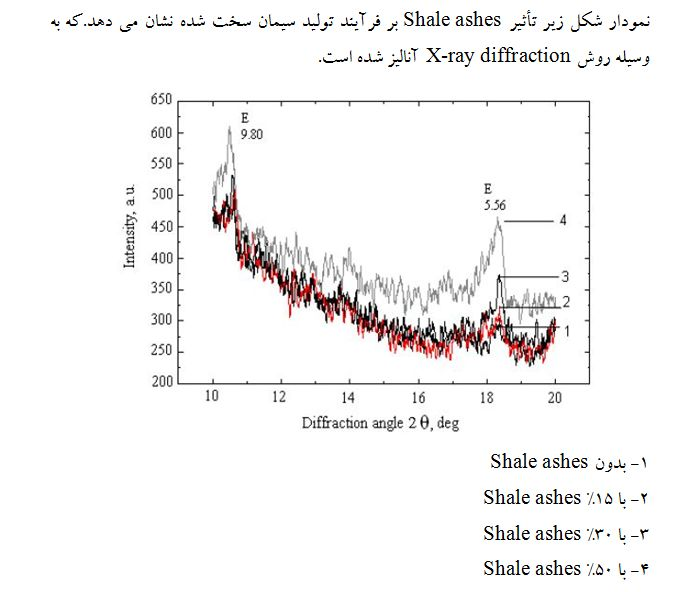 نمودار شکل زیر تأثیر Shale ashes بر فرآیند تولید سیمان سخت شده نشان می دهد.که به
وسیله روش X-ray diffraction آنالیز شده است.
650
600
550
500
450
400
350
300
250
200
Intensity, a.u.
E
9.80
E
5.56
4
3
2
1
10 12 14 16 18 20
Diffraction angle 2 θ, deg
۱- بدون Shale ashes
۲- با ۱۵٪ Shale ashes
۳- با ۳۰٪ Shale ashes
۴- با ۵۰٪ Shale ashes